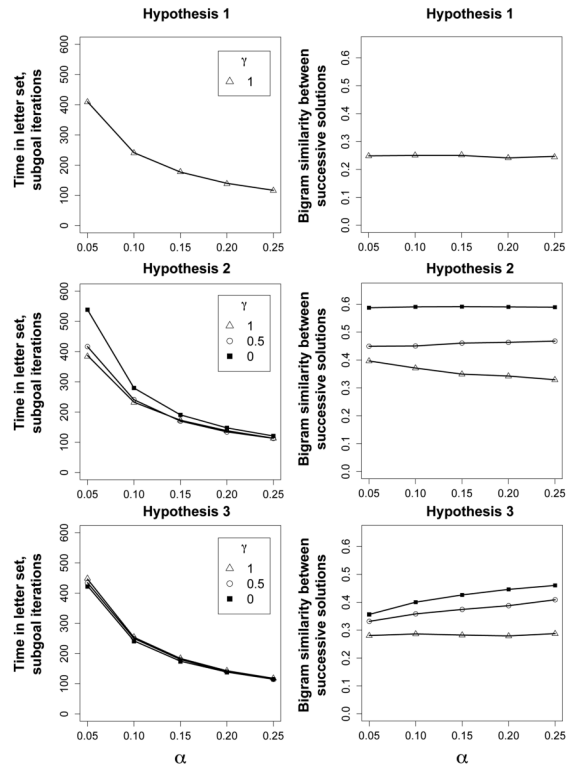 Hypothesis 1
Time in letter set,
subgoal iterations
600
500
400
300
200
100
0
γ
1
0.05 0.10 0.15 0.20 0.25
Hypothesis 1
Bigram similarity between
successive solutions
0.6
0.5
0.4
0.3
0.2
0.1
0.0
0.05 0.10 0.15 0.20 0.25
Hypothesis 2
Time in letter set,
subgoal iterations
600
500
400
300
200
100
0
γ
1
0.5
0
0.05 0.10 0.15 0.20 0.25
Hypothesis 2
Bigram similarity between
successive solutions
0.6
0.5
0.4
0.3
0.2
0.1
0.0
0.05 0.10 0.15 0.20 0.25
Hypothesis 3
Time in letter set,
subgoal iterations
600
500
400
300
200
100
0
γ
1
0.5
0
0.05 0.10 0.15 0.20 0.25
α
Hypothesis 3
Bigram similarity between
successive solutions
0.6
0.5
0.4
0.3
0.2
0.1
0.0
0.05 0.10 0.15 0.20 0.25
α